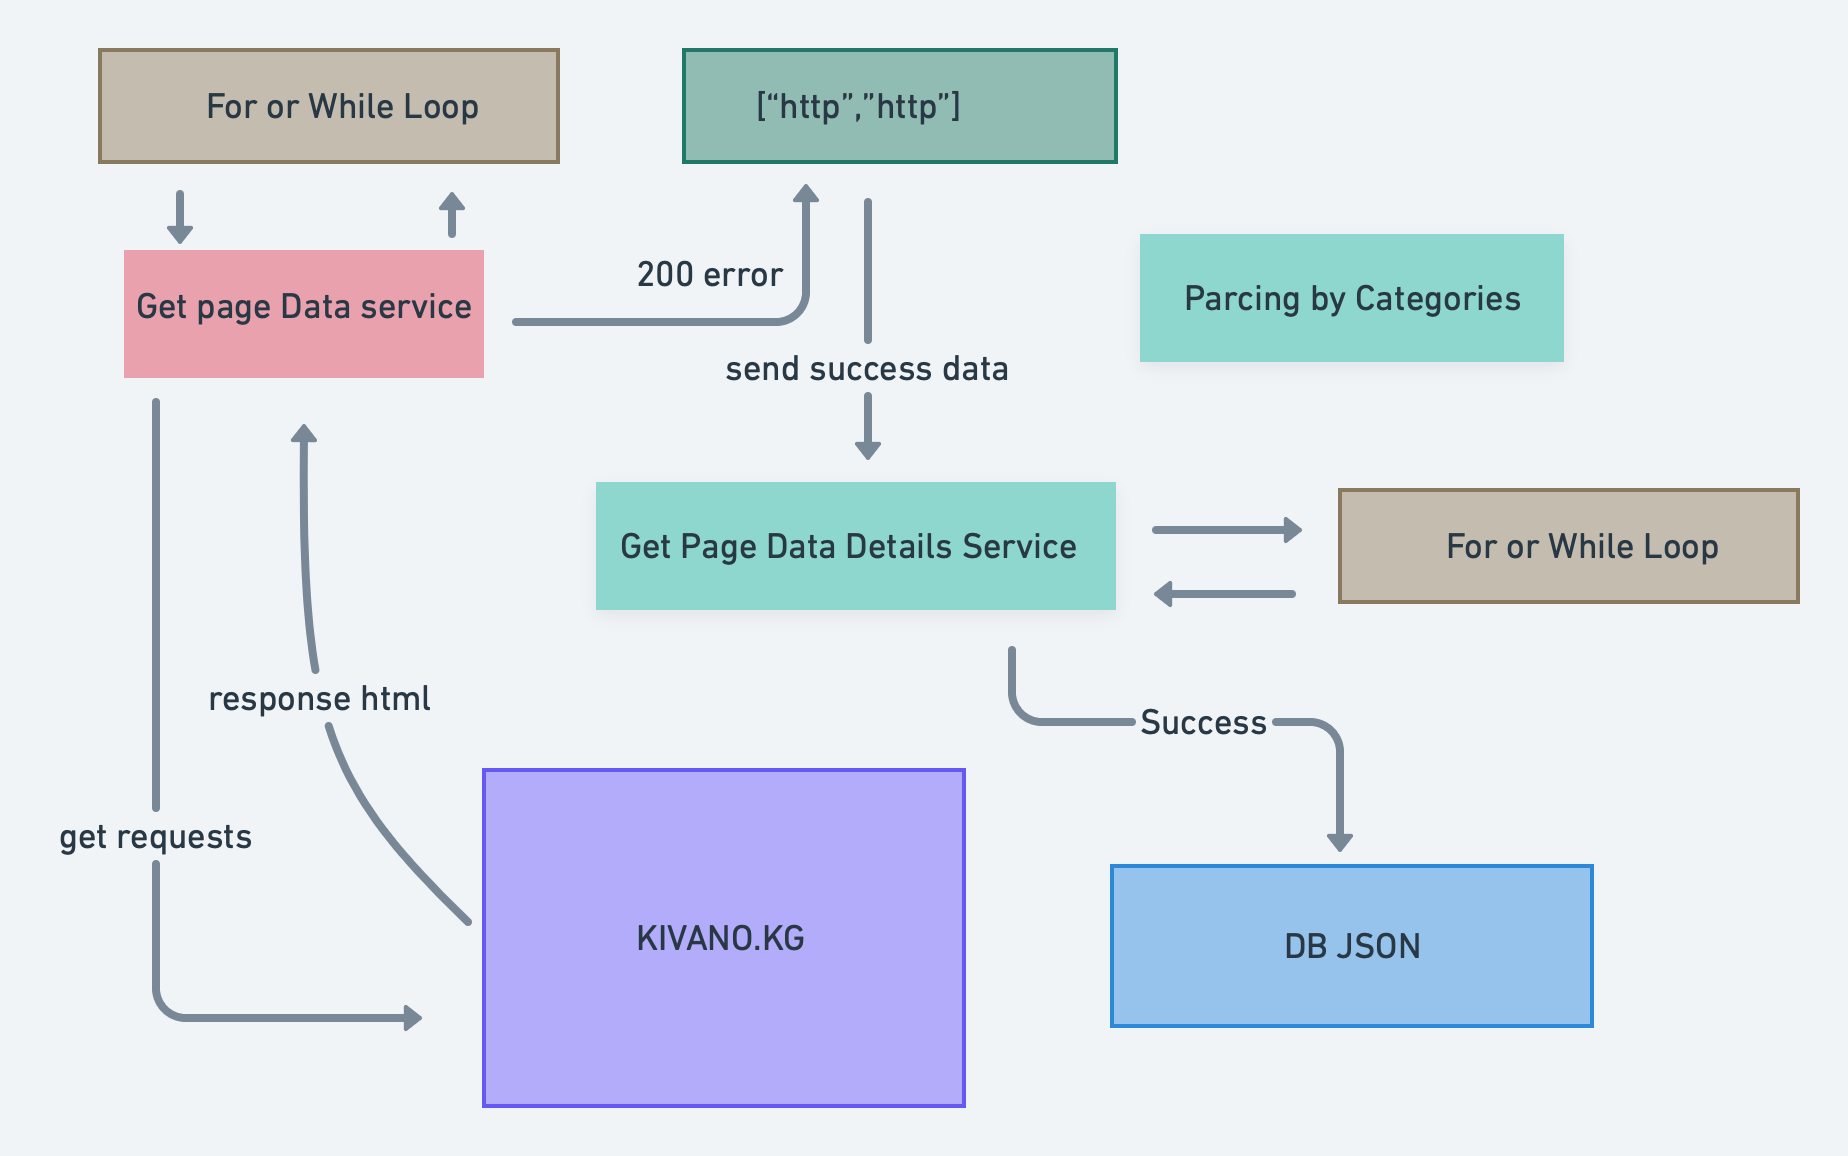 For or While Loop
[“http”,”http”]
200 error
Parcing by Categories
Get page Data service
send success data
Get Page Data Details Service
For or While Loop
response html
Success
get requests
KIVANO.KG
DB JSON